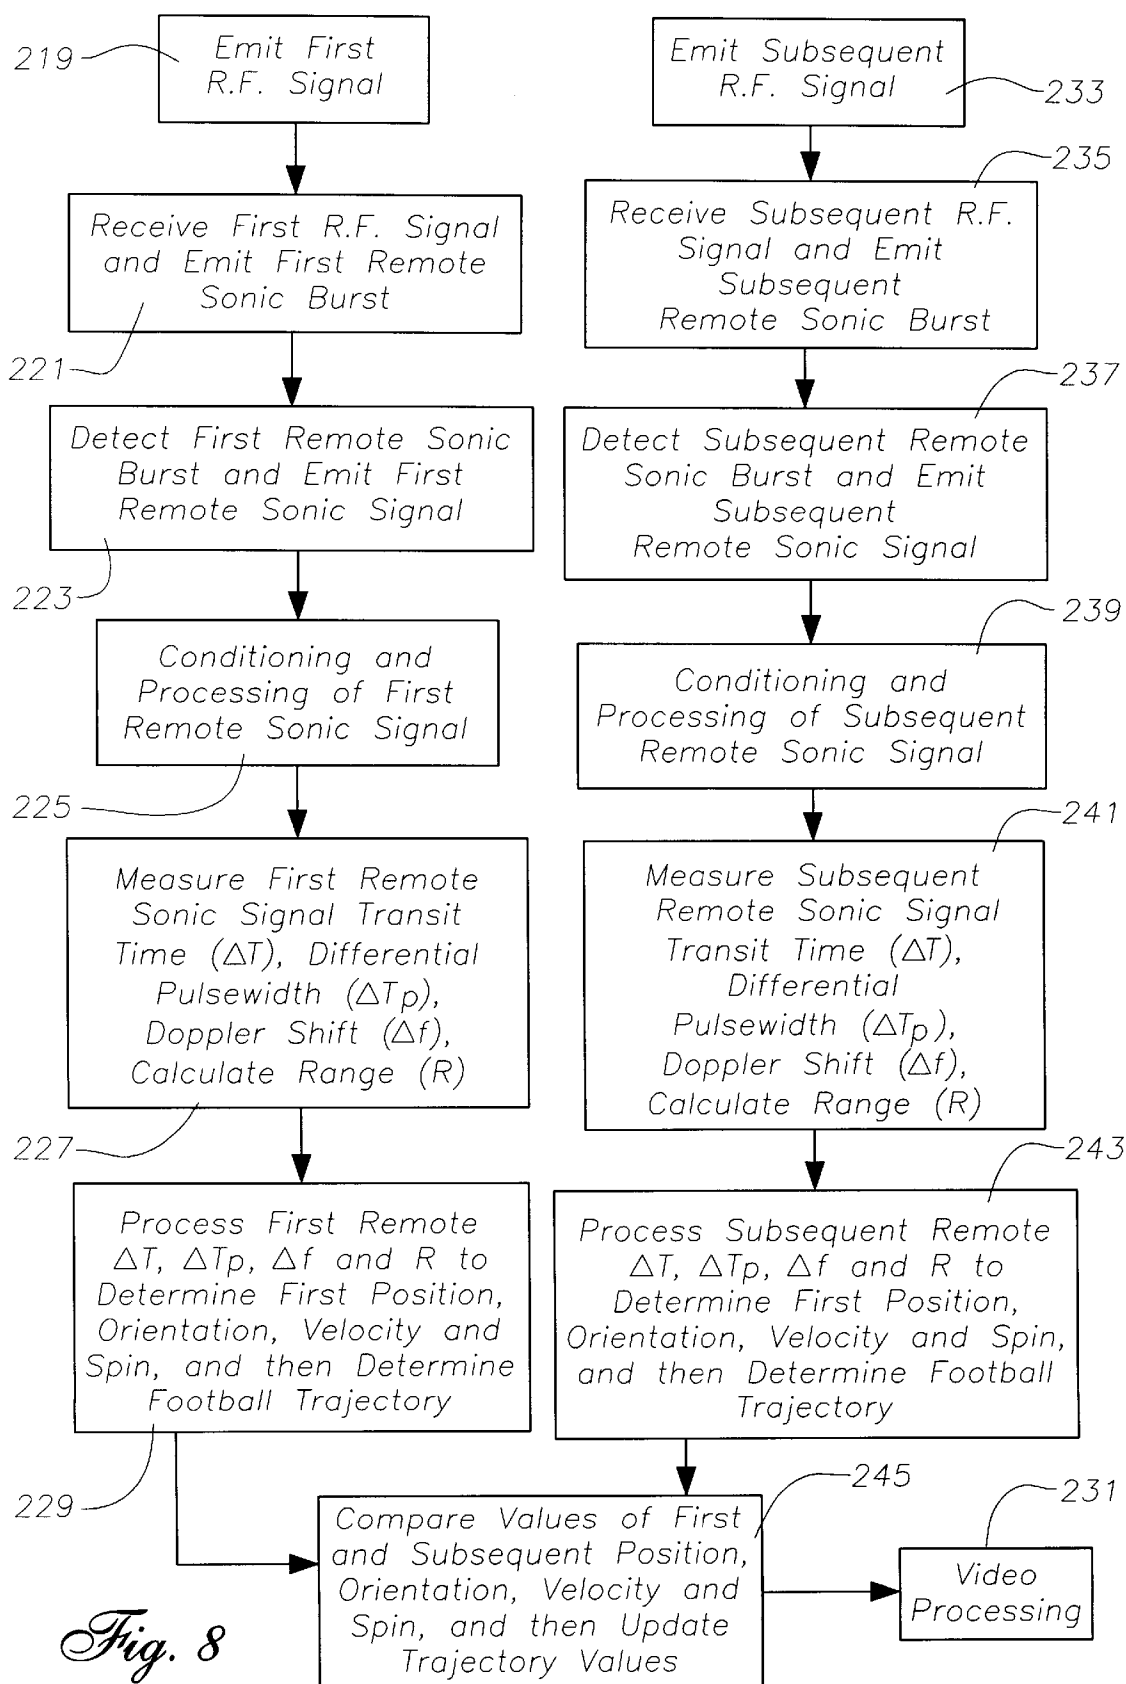 219
Emit First
R.F. Signal
Receive First R.F. Signal
and Emit First Remote
Sonic Burst
221
Detect First Remote Sonic
Burst and Emit First
Remote Sonic Signal
223
Conditioning and
Processing of First
Remote Sonic Signal
225
Measure First Remote
Sonic Signal Transit
Time (ΔT), Differential
Pulsewidth (ΔTp),
Doppler Shift (Δf),
Calculate Range (R)
227
Process First Remote
ΔT, ΔTp, Δf and R to
Determine First Position,
Orientation, Velocity and
Spin, and then Determine
Football Trajectory
229
Emit Subsequent
R.F. Signal
233
235
Receive Subsequent R.F.
Signal and Emit
Subsequent
Remote Sonic Burst
237
Detect Subsequent Remote
Sonic Burst and Emit
Subsequent
Remote Sonic Signal
239
Conditioning and
Processing of Subsequent
Remote Sonic Signal
241
Measure Subsequent
Remote Sonic Signal
Transit Time (ΔT),
Differential
Pulsewidth (ΔTp),
Doppler Shift (Δf),
Calculate Range (R)
243
Process Subsequent Remote
ΔT, ΔTp, Δf and R to
Determine First Position,
Orientation, Velocity and Spin,
and then Determine Football
Trajectory
245
Compare Values of First
and Subsequent Position,
Orientation, Velocity and
Spin, and then Update
Trajectory Values
231
Video
Processing
Fig. 8